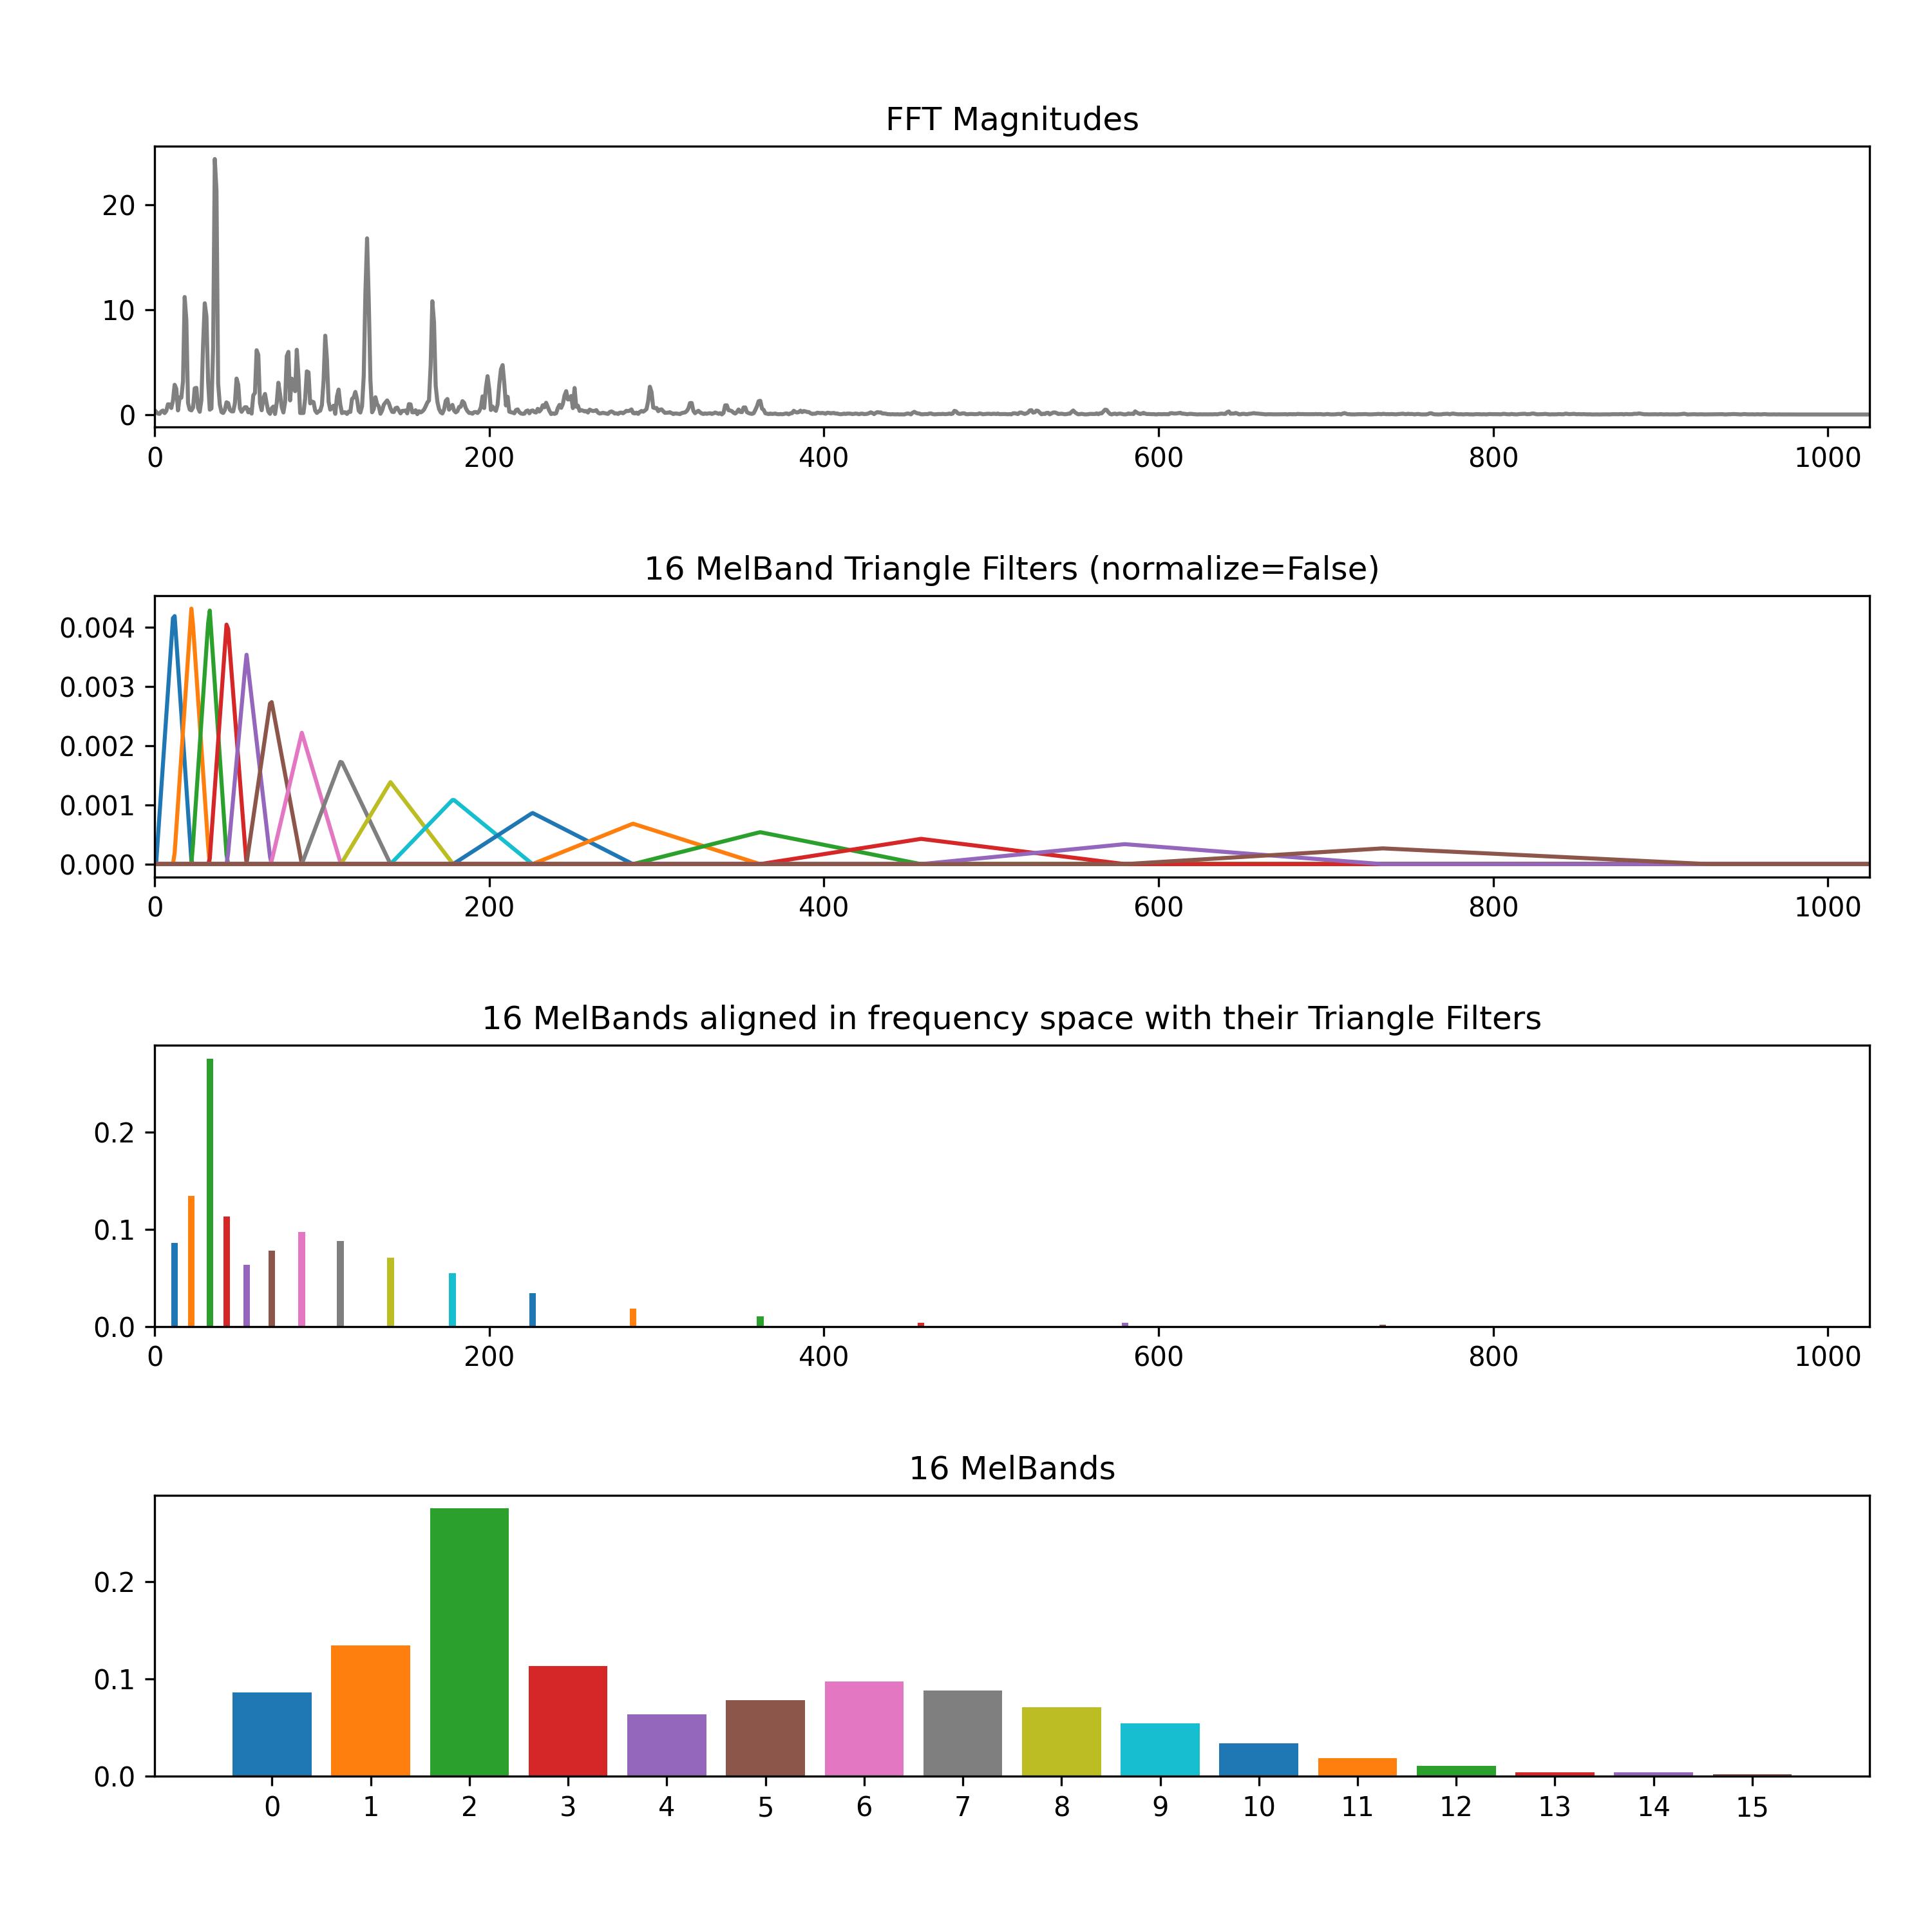 FFT Magnitudes
20
10
0
0 200 400 600 800 1000
16 MelBand Triangle Filters (normalize=False)
0.004
0.003
0.002
0.001
0.000
0 200 400 600 800 1000
16 MelBands aligned in frequency space with their Triangle Filters
0.2
0.1
0.0
0 200 400 600 800 1000
16 MelBands
0.2
0.1
0.0
0 1 2 3 4 5 6 7 8 9 10 11 12 13 14 15